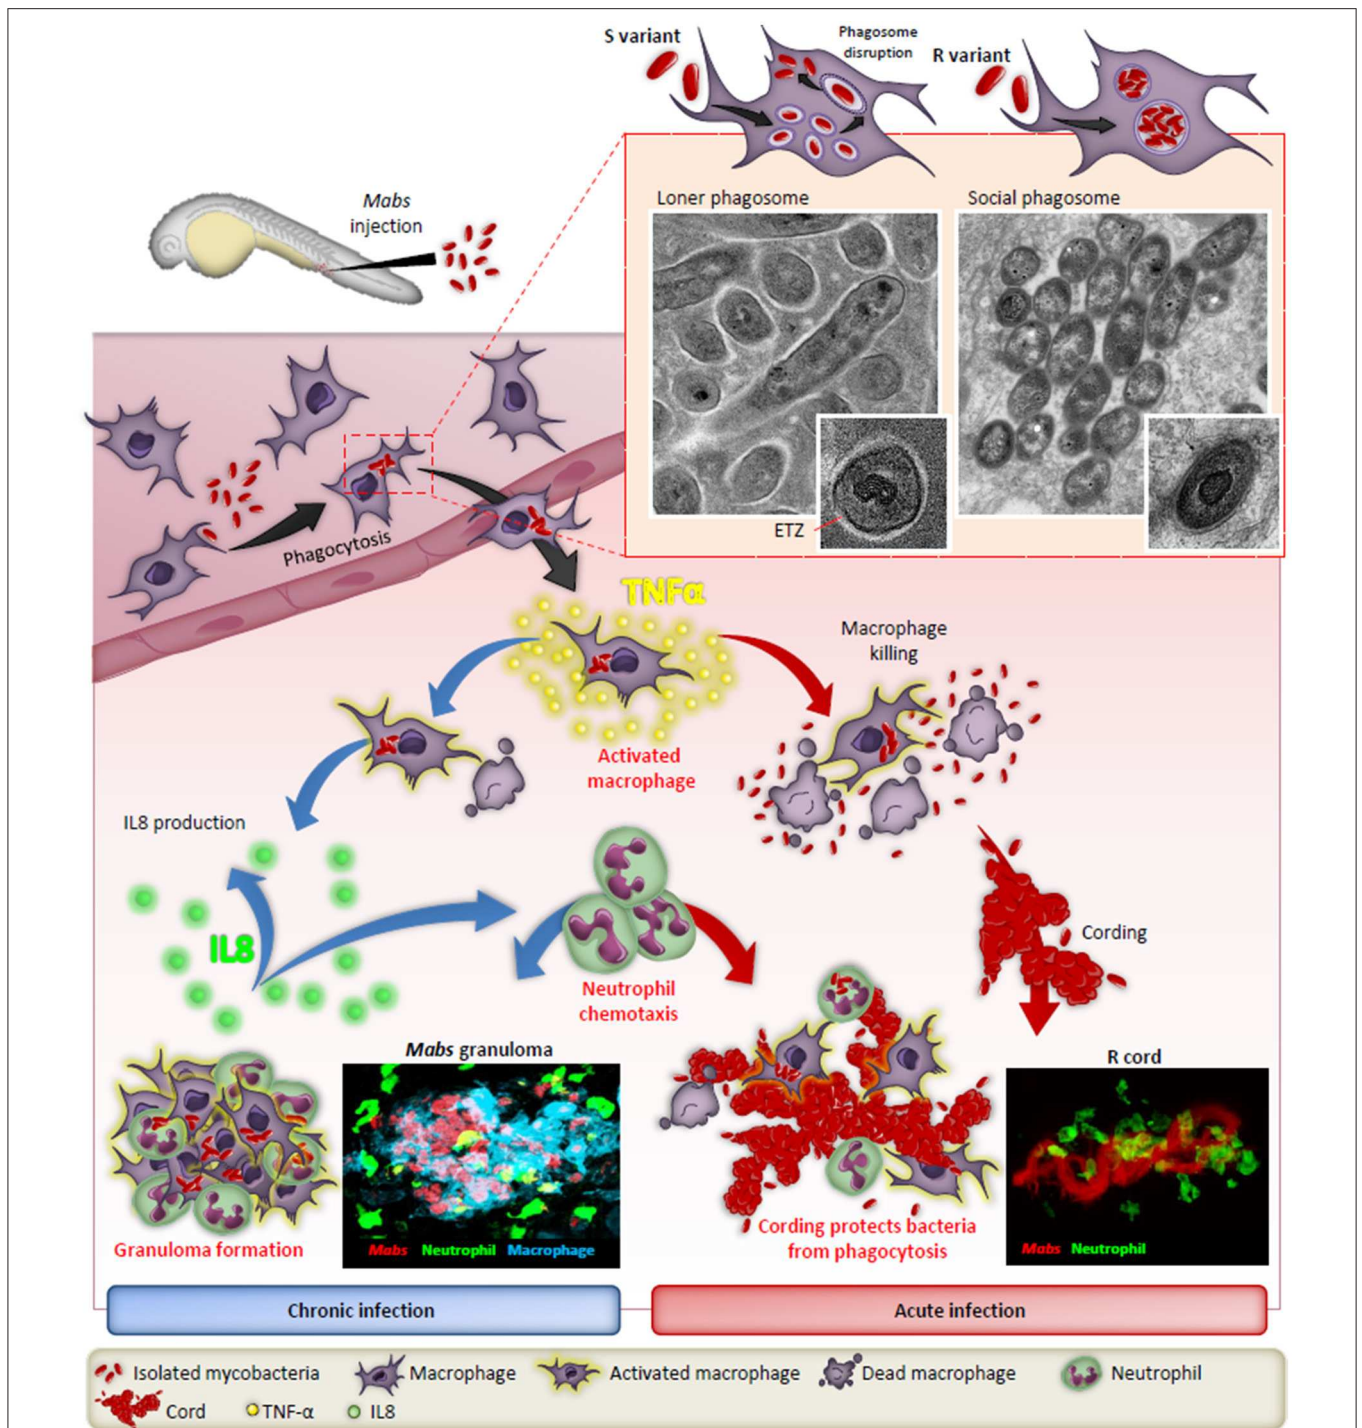 S variant
Phagosome
disruption
R variant
Loner phagosome
Social phagosome
Mabs
injection
ETZ
Phagocytosis
TNFα
Macrophage
killing
Activated
macrophage
IL8 production
IL8
Cording
Neutrophil
chemotaxis
Mabs granuloma
R cord
Mabs Neutrophil Macrophage
Mabs Neutrophil
Granuloma formation
Cording protects bacteria
from phagocytosis
Chronic infection
Acute infection
Isolated mycobacteria
Macrophage
Activated macrophage
Dead macrophage
Neutrophil
Cord
TNF-α
IL8